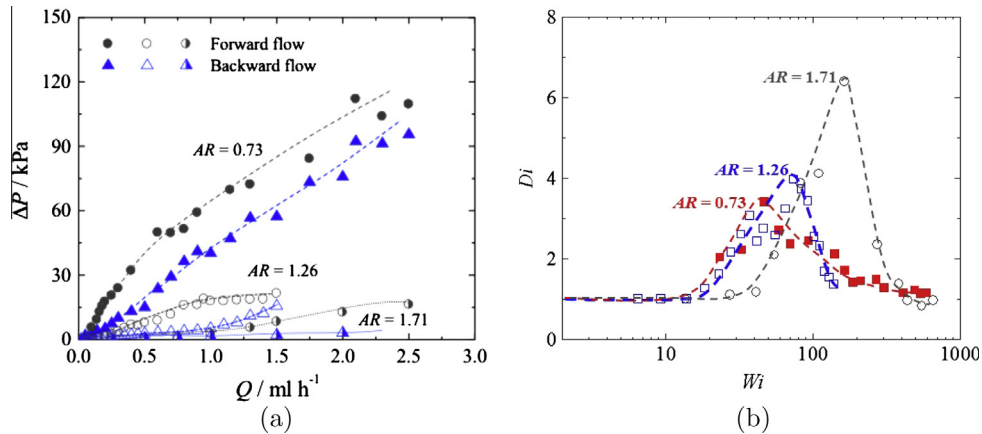 150
120
90
60
30
0
ΔP / kPa
Forward flow
Backward flow
AR = 0.73
AR = 1.26
AR = 1.71
0.0 0.5 1.0 1.5 2.0 2.5 3.0
Q / ml h⁻¹
(a)
8
6
4
2
0
Di
AR = 1.71
AR = 1.26
AR = 0.73
10 100 1000
Wi
(b)